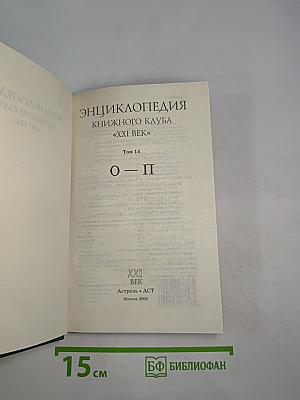 ЭНЦИКЛОПЕДИЯ
КНИЖНОГО КЛУБА
«XXI ВЕК»
Том 14
О — П
XXI
ВЕК
Астрель • АСТ
Москва 2002
15 см
БФ БИБЛИОФАН